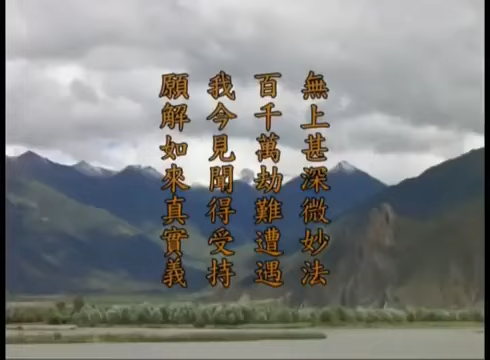 無上甚深微妙法
百千萬劫難遭遇
我今見聞得受持
願解如來真實義